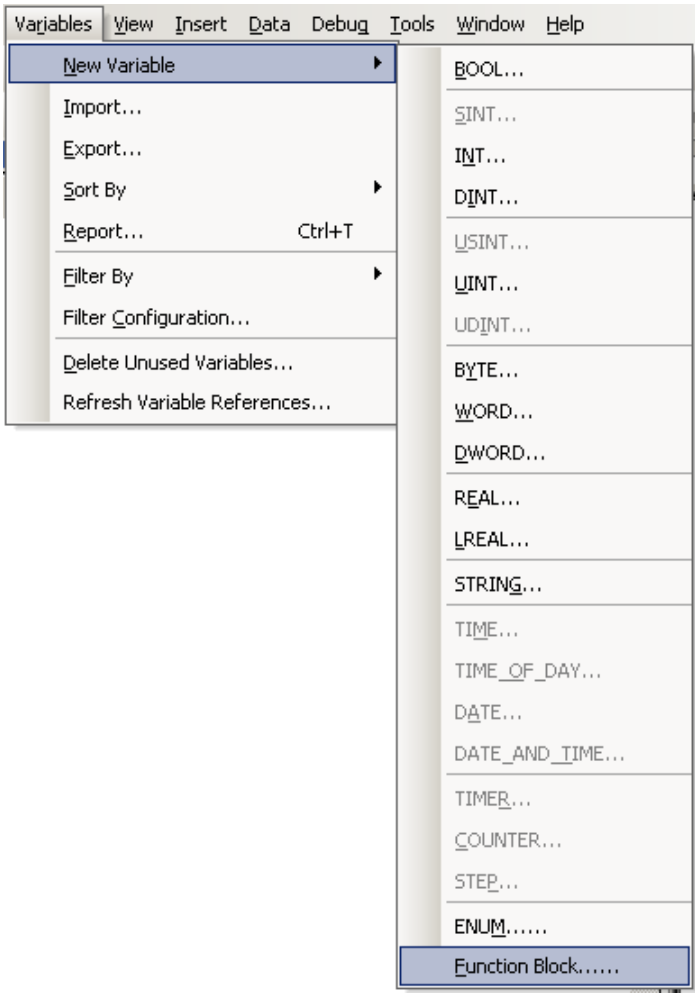 Variables View Insert Data Debug Tools Window Help
New Variable
Import...
Export...
Sort By
Report... Ctrl+T
Filter By
Filter Configuration...
Delete Unused Variables...
Refresh Variable References...
BOOL...
SINT...
INT...
DINT...
USINT...
UINT...
UDINT...
BYTE...
WORD...
DWORD...
REAL...
LREAL...
STRING...
TIME...
TIME_OF_DAY...
DATE...
DATE_AND_TIME...
TIMER...
COUNTER...
STEP...
ENUM......
Function Block......